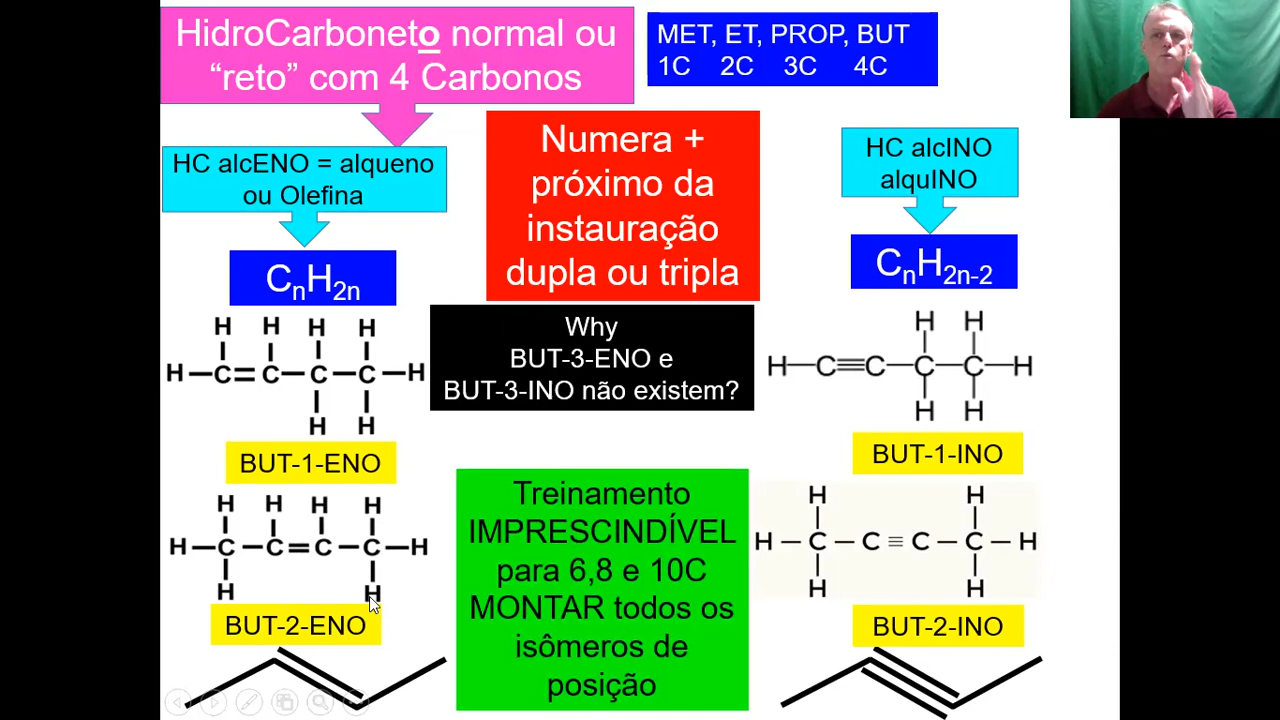 HidroCarboneto normal ou
“reto” com 4 Carbonos
MET, ET, PROP, BUT
1C 2C 3C 4C
HC alcENO = alqueno
ou Olefina
CnH2n
Numera +
próximo da
instauração
dupla ou tripla
HC alcINO
alquINO
CnH2n-2
H H H H
H C = C C C H
H H
BUT-1-ENO
Why
BUT-3-ENO e
BUT-3-INO não existem?
H H
H C ≡ C C C H
H H
BUT-1-INO
H H H H
H C C = C C H
H H
BUT-2-ENO
Treinamento
IMPRESCINDÍVEL
para 6,8 e 10C
MONTAR todos os
isômeros de
posição
H H
H C C ≡ C C H
H H
BUT-2-INO